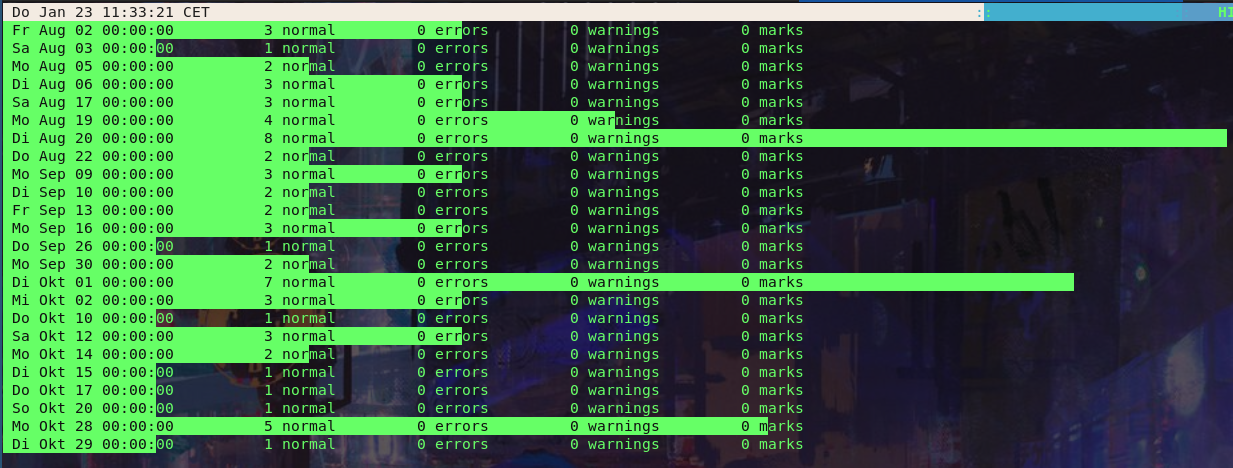 Do Jan 23 11:33:21 CET :: HI
Fr Aug 02 00:00:00 3 normal 0 errors 0 warnings 0 marks
Sa Aug 03 00:00:00 1 normal 0 errors 0 warnings 0 marks
Mo Aug 05 00:00:00 2 normal 0 errors 0 warnings 0 marks
Di Aug 06 00:00:00 3 normal 0 errors 0 warnings 0 marks
Sa Aug 17 00:00:00 3 normal 0 errors 0 warnings 0 marks
Mo Aug 19 00:00:00 4 normal 0 errors 0 warnings 0 marks
Di Aug 20 00:00:00 8 normal 0 errors 0 warnings 0 marks
Do Aug 22 00:00:00 2 normal 0 errors 0 warnings 0 marks
Mo Sep 09 00:00:00 3 normal 0 errors 0 warnings 0 marks
Di Sep 10 00:00:00 2 normal 0 errors 0 warnings 0 marks
Fr Sep 13 00:00:00 2 normal 0 errors 0 warnings 0 marks
Mo Sep 16 00:00:00 3 normal 0 errors 0 warnings 0 marks
Do Sep 26 00:00:00 1 normal 0 errors 0 warnings 0 marks
Mo Sep 30 00:00:00 2 normal 0 errors 0 warnings 0 marks
Di Okt 01 00:00:00 7 normal 0 errors 0 warnings 0 marks
Mi Okt 02 00:00:00 3 normal 0 errors 0 warnings 0 marks
Do Okt 10 00:00:00 1 normal 0 errors 0 warnings 0 marks
Sa Okt 12 00:00:00 3 normal 0 errors 0 warnings 0 marks
Mo Okt 14 00:00:00 2 normal 0 errors 0 warnings 0 marks
Di Okt 15 00:00:00 1 normal 0 errors 0 warnings 0 marks
Do Okt 17 00:00:00 1 normal 0 errors 0 warnings 0 marks
So Okt 20 00:00:00 1 normal 0 errors 0 warnings 0 marks
Mo Okt 28 00:00:00 5 normal 0 errors 0 warnings 0 marks
Di Okt 29 00:00:00 1 normal 0 errors 0 warnings 0 marks